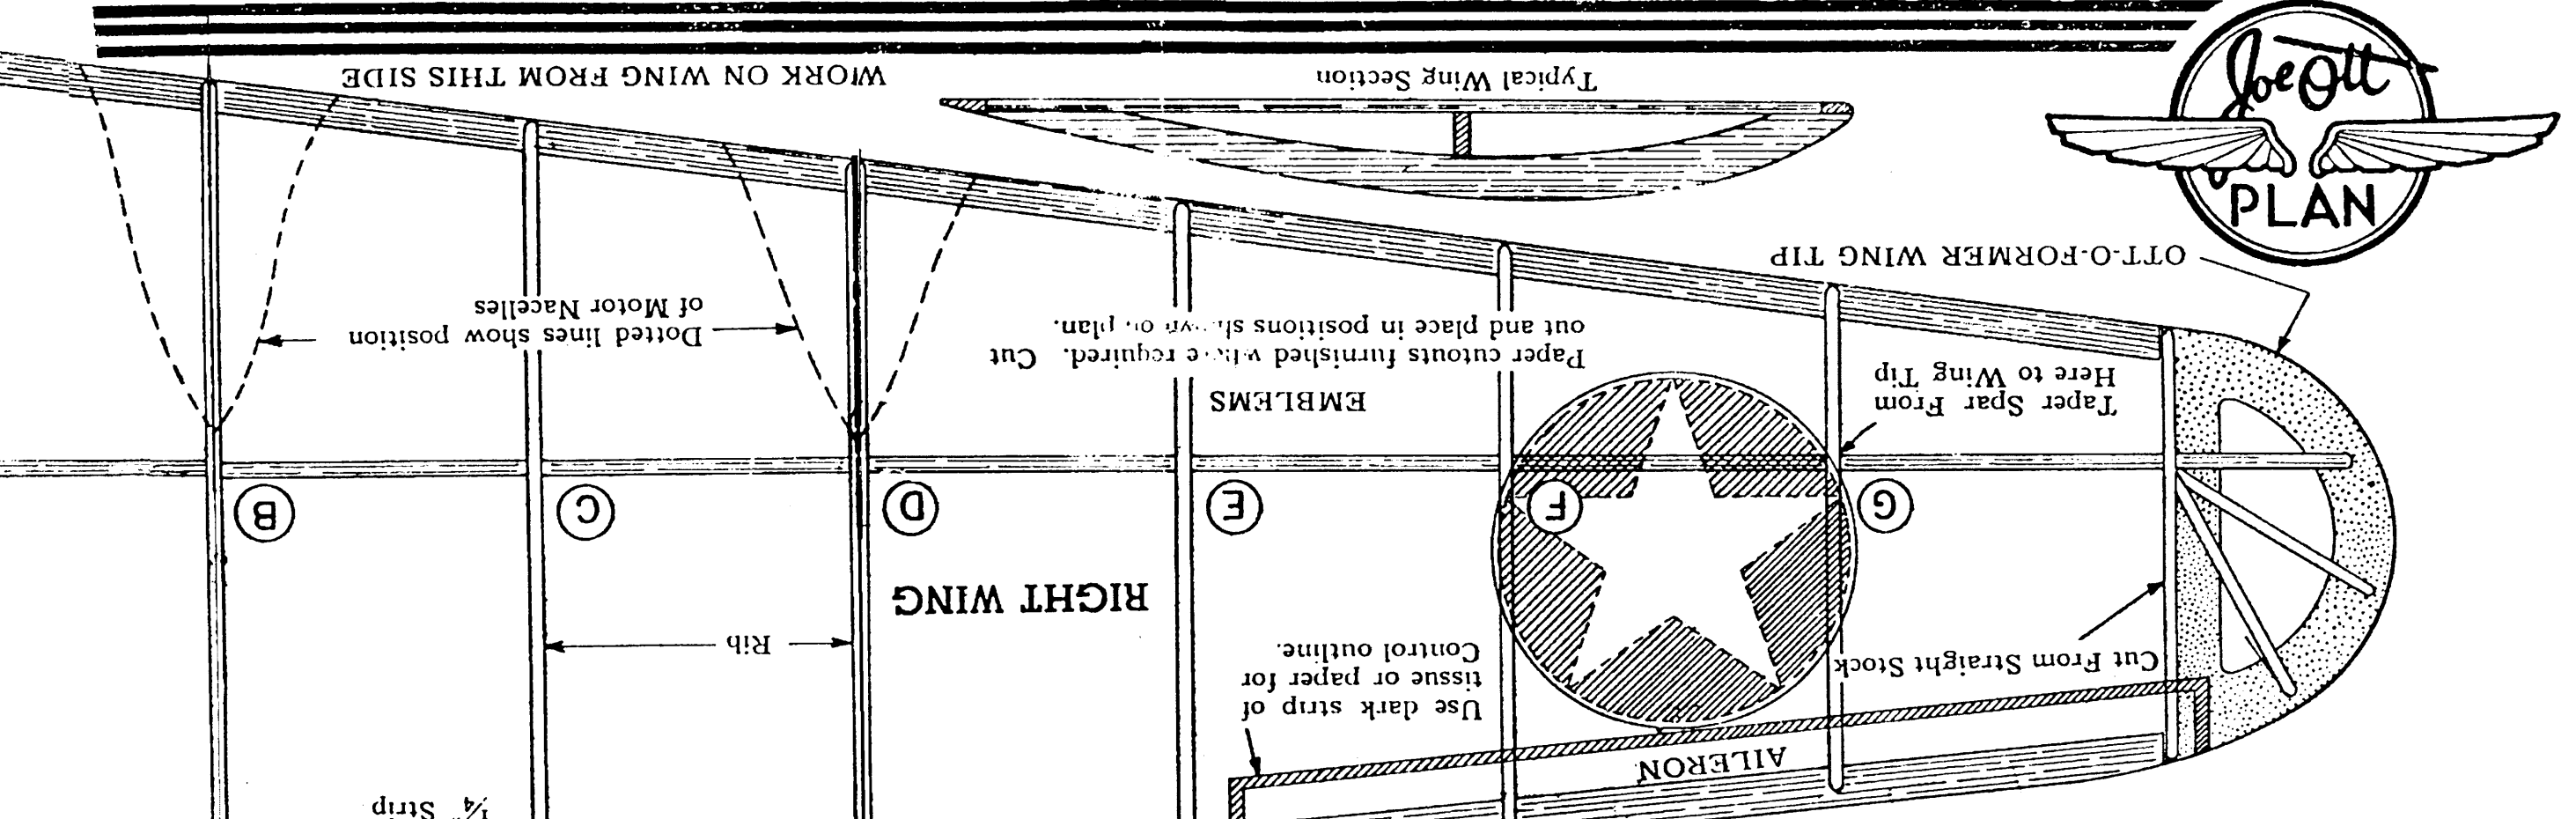 Joe Ott
PLAN
WORK ON WING FROM THIS SIDE
Typical Wing Section
OTT-O-FORMER WING TIP
Dotted lines show position
of Motor Nacelles
EMBLEMS
Paper cutouts furnished where required. Cut
out and place in positions shown on plan.
Taper Spar From
Here to Wing Tip
B
C
D
E
F
G
RIGHT WING
Rib
Cut From Straight Stock
Use dark strip of
tissue or paper for
Control outline.
AILERON
¼" Strip